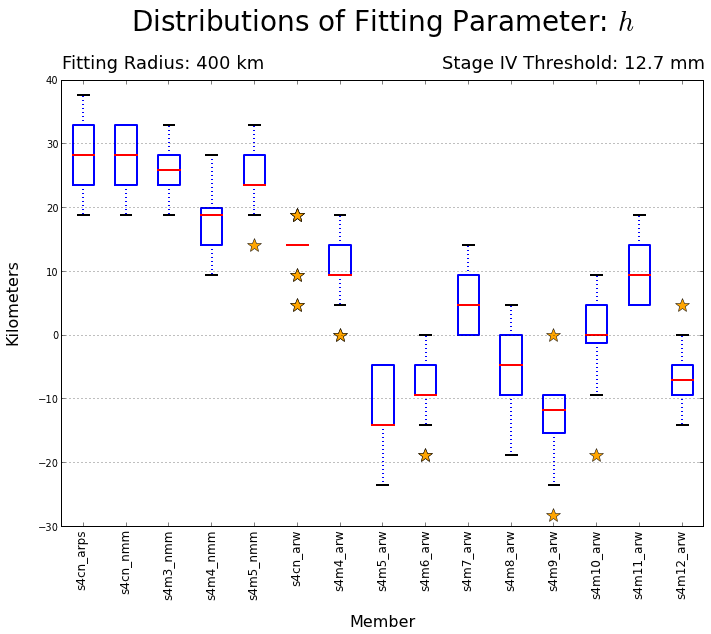 Distributions of Fitting Parameter: h
Fitting Radius: 400 km
Stage IV Threshold: 12.7 mm
40
30
20
10
0
−10
−20
−30
Kilometers
s4cn_arps
s4cn_nmm
s4m3_nmm
s4m4_nmm
s4m5_nmm
s4cn_arw
s4m4_arw
s4m5_arw
s4m6_arw
s4m7_arw
s4m8_arw
s4m9_arw
s4m10_arw
s4m11_arw
s4m12_arw
Member